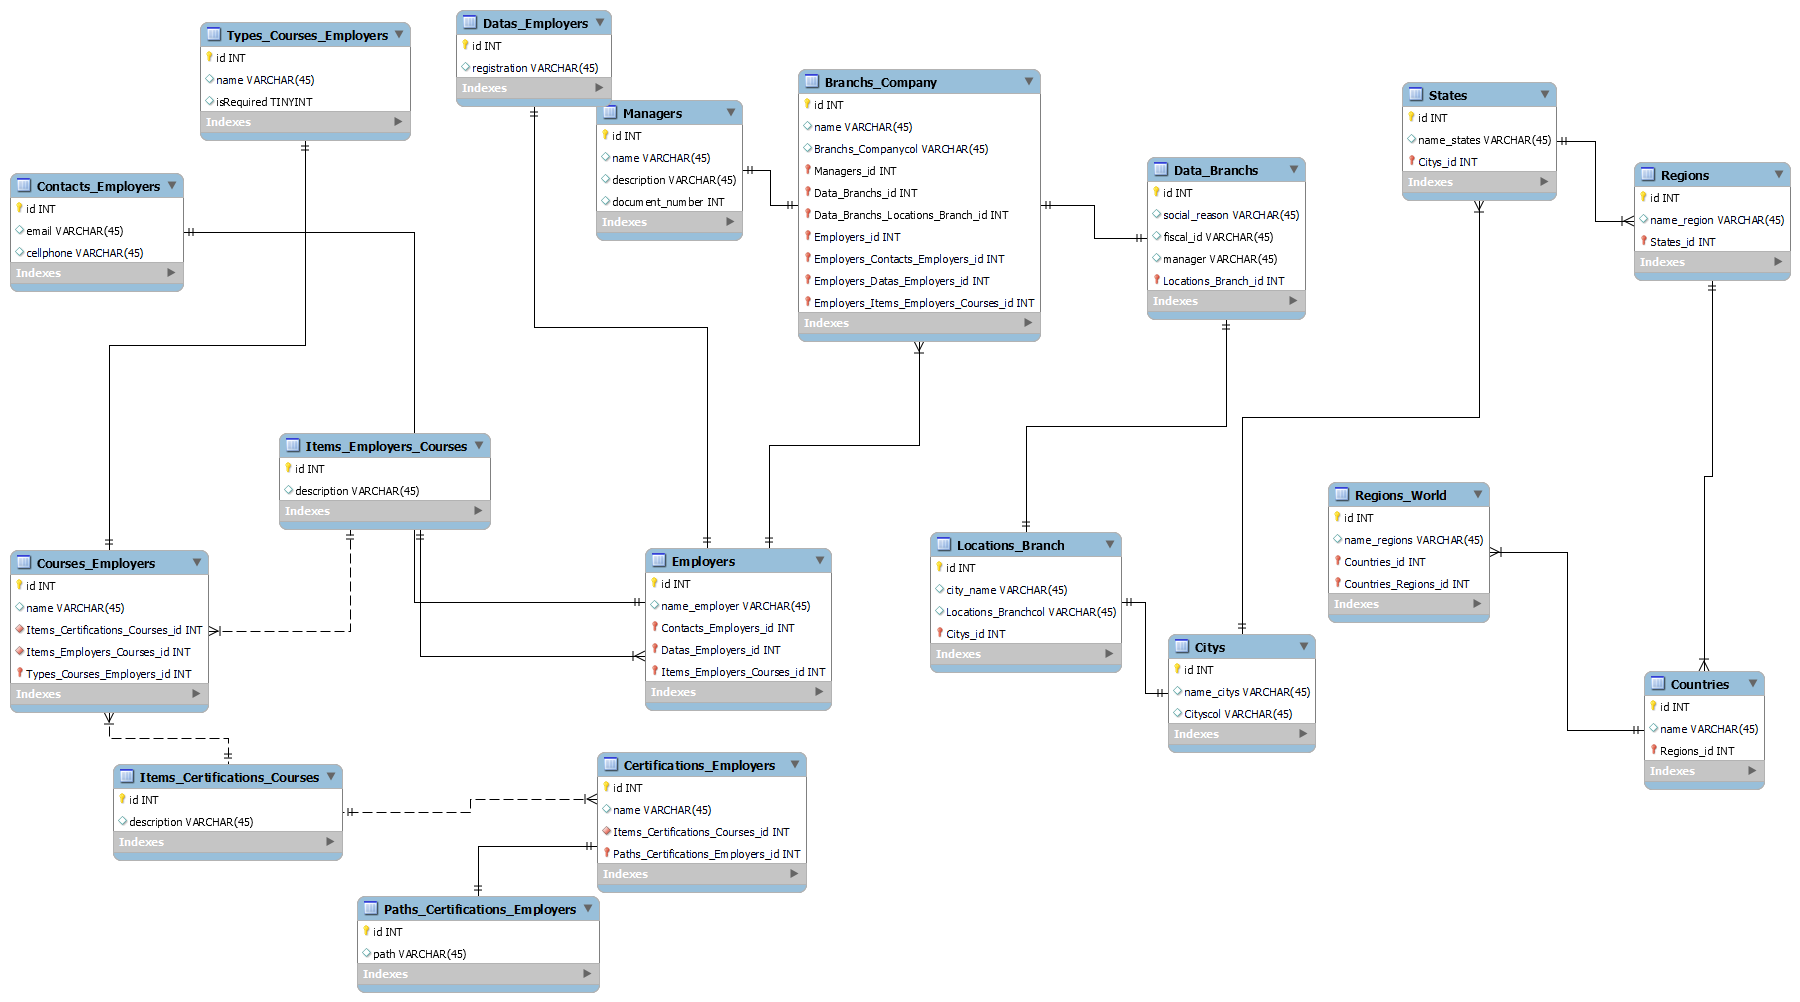 Types_Courses_Employers
id INT
name VARCHAR(45)
isRequired TINYINT
Indexes
Datas_Employers
id INT
registration VARCHAR(45)
Indexes
Managers
id INT
name VARCHAR(45)
description VARCHAR(45)
document_number INT
Indexes
Branchs_Company
id INT
name VARCHAR(45)
Branchs_Companycol VARCHAR(45)
Managers_id INT
Data_Branchs_id INT
Data_Branchs_Locations_Branch_id INT
Employers_id INT
Employers_Contacts_Employers_id INT
Employers_Datas_Employers_id INT
Employers_Items_Employers_Courses_id INT
Indexes
Data_Branchs
id INT
social_reason VARCHAR(45)
fiscal_id VARCHAR(45)
manager VARCHAR(45)
Locations_Branch_id INT
Indexes
States
id INT
name_states VARCHAR(45)
Citys_id INT
Indexes
Regions
id INT
name_region VARCHAR(45)
States_id INT
Indexes
Contacts_Employers
id INT
email VARCHAR(45)
cellphone VARCHAR(45)
Indexes
Items_Employers_Courses
id INT
description VARCHAR(45)
Indexes
Courses_Employers
id INT
name VARCHAR(45)
Items_Certifications_Courses_id INT
Items_Employers_Courses_id INT
Types_Courses_Employers_id INT
Indexes
Employers
id INT
name_employer VARCHAR(45)
Contacts_Employers_id INT
Datas_Employers_id INT
Items_Employers_Courses_id INT
Indexes
Locations_Branch
id INT
city_name VARCHAR(45)
Locations_Branchcol VARCHAR(45)
Citys_id INT
Indexes
Citys
id INT
name_citys VARCHAR(45)
Cityscol VARCHAR(45)
Indexes
Regions_World
id INT
name_regions VARCHAR(45)
Countries_id INT
Countries_Regions_id INT
Indexes
Countries
id INT
name VARCHAR(45)
Regions_id INT
Indexes
Items_Certifications_Courses
id INT
description VARCHAR(45)
Indexes
Certifications_Employers
id INT
name VARCHAR(45)
Items_Certifications_Courses_id INT
Paths_Certifications_Employers_id INT
Indexes
Paths_Certifications_Employers
id INT
path VARCHAR(45)
Indexes